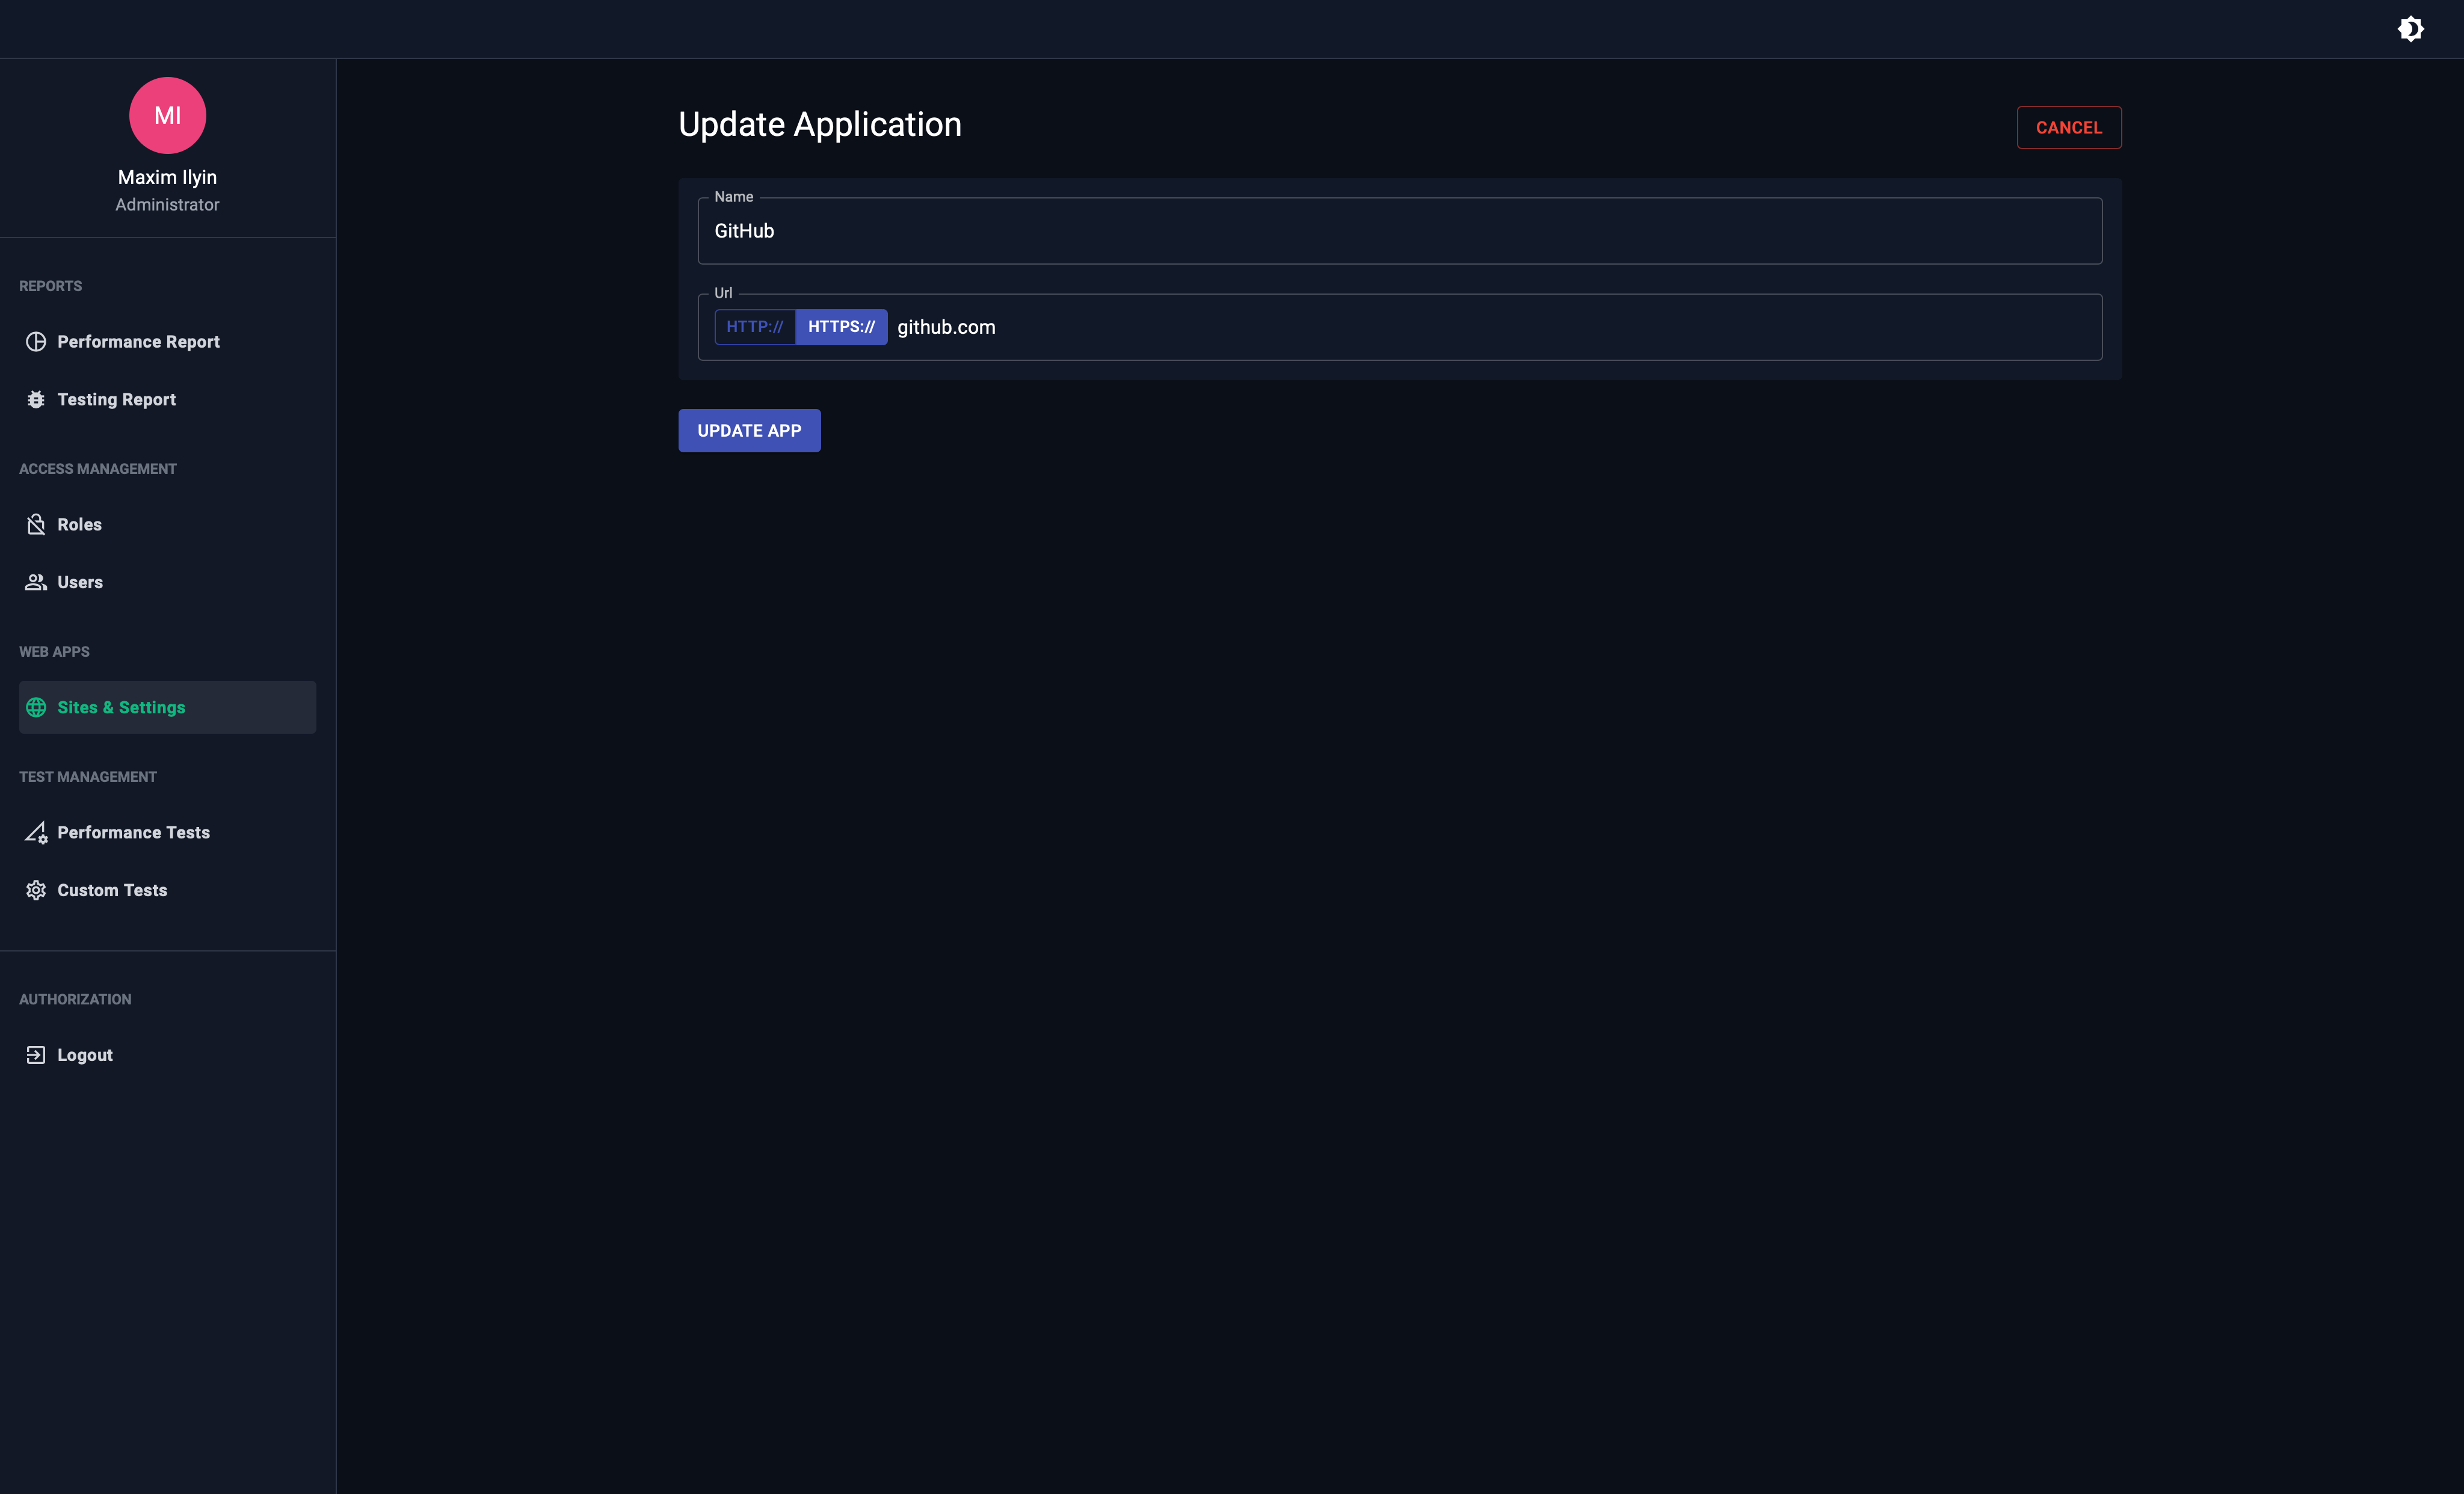 MI
Maxim Ilyin
Administrator
REPORTS
Performance Report
Testing Report
ACCESS MANAGEMENT
Roles
Users
WEB APPS
Sites & Settings
TEST MANAGEMENT
Performance Tests
Custom Tests
AUTHORIZATION
Logout
Update Application
CANCEL
Name
GitHub
Url
HTTP:// HTTPS:// github.com
UPDATE APP